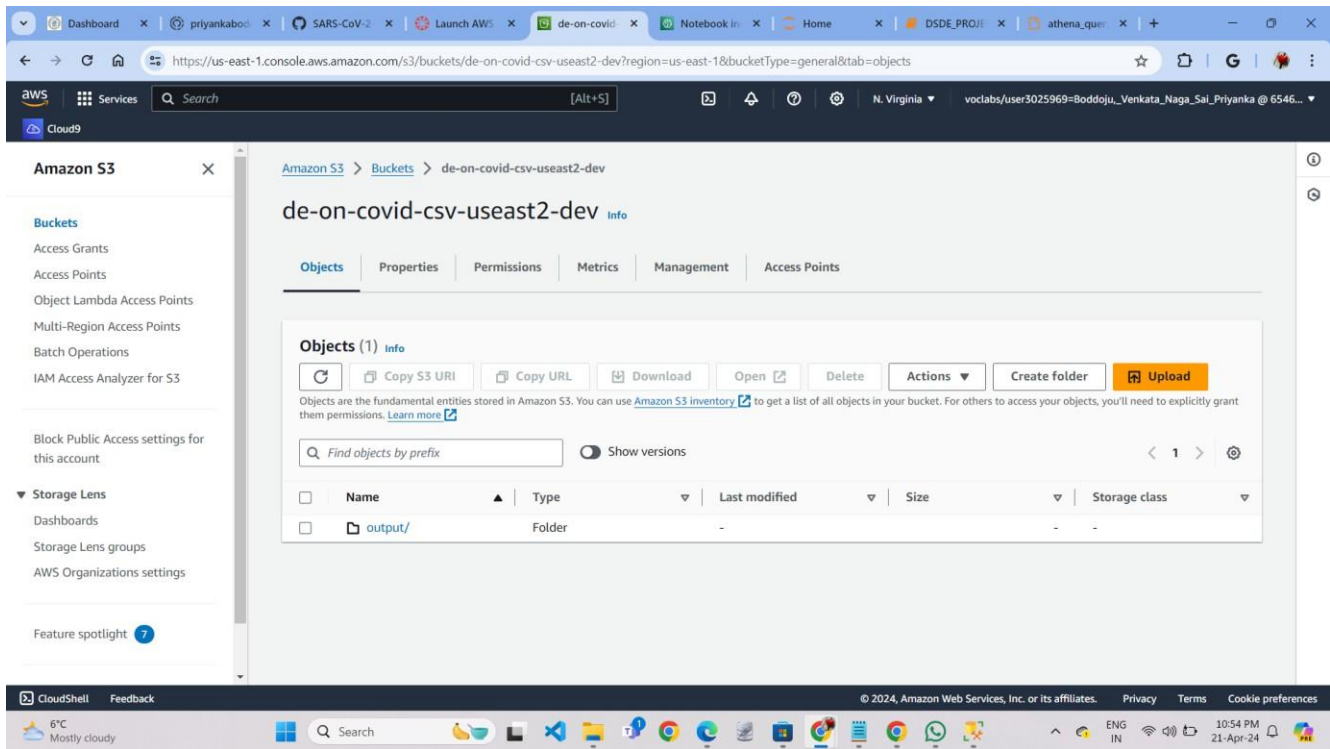 Dashboard
priyankabod
SARS-CoV-2
Launch AWS
de-on-covid-
Notebook in
Home
DSDE_PROJE
athena_quer
https://us-east-1.console.aws.amazon.com/s3/buckets/de-on-covid-csv-useast2-dev?region=us-east-1&bucketType=general&tab=objects
aws Services Search [Alt+S] N. Virginia ▼ voclabs/user3025969=Boddoju,_Venkata_Naga_Sai_Priyanka @ 6546... ▼
Cloud9
Amazon S3
Buckets
Access Grants
Access Points
Object Lambda Access Points
Multi-Region Access Points
Batch Operations
IAM Access Analyzer for S3
Block Public Access settings for
this account
Storage Lens
Dashboards
Storage Lens groups
AWS Organizations settings
Feature spotlight 7
Amazon S3 > Buckets > de-on-covid-csv-useast2-dev
de-on-covid-csv-useast2-dev Info
Objects Properties Permissions Metrics Management Access Points
Objects (1) Info
Copy S3 URI Copy URL Download Open Delete Actions ▼ Create folder Upload
Objects are the fundamental entities stored in Amazon S3. You can use Amazon S3 inventory to get a list of all objects in your bucket. For others to access your objects, you'll need to explicitly grant
them permissions. Learn more
Find objects by prefix Show versions < 1 >
Name Type Last modified Size Storage class
output/ Folder - - -
CloudShell Feedback © 2024, Amazon Web Services, Inc. or its affiliates. Privacy Terms Cookie preferences
6°C
Mostly cloudy
Search
ENG
IN
10:54 PM
21-Apr-24